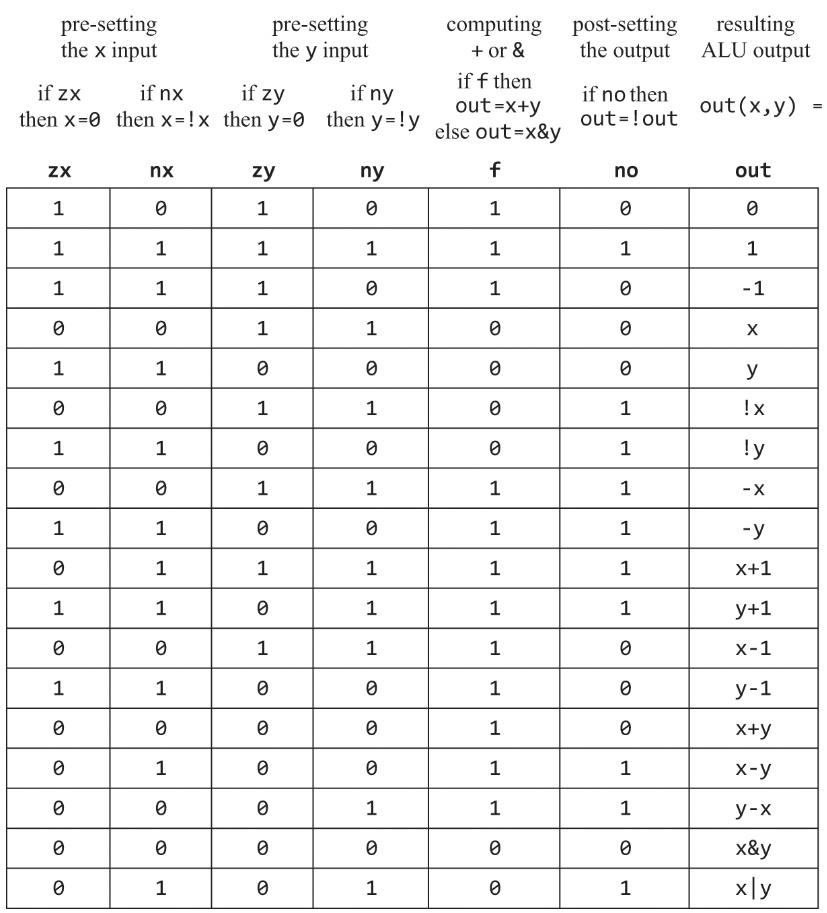 pre-setting the x input pre-setting the y input computing + or & post-setting the output resulting ALU output
if zx then x=0 if nx then x=!x if zy then y=0 if ny then y=!y if f then out=x+y else out=x&y if no then out=!out out(x,y) =
zx nx zy ny f no out
1 0 1 0 1 0 0
1 1 1 1 1 1 1
1 1 1 0 1 0 -1
0 0 1 1 0 0 x
1 1 0 0 0 0 y
0 0 1 1 0 1 !x
1 1 0 0 0 1 !y
0 0 1 1 1 1 -x
1 1 0 0 1 1 -y
0 1 1 1 1 1 x+1
1 1 0 1 1 1 y+1
0 0 1 1 1 0 x-1
1 1 0 0 1 0 y-1
0 0 0 0 1 0 x+y
0 1 0 0 1 1 x-y
0 0 0 1 1 1 y-x
0 0 0 0 0 0 x&y
0 1 0 1 0 1 x|y